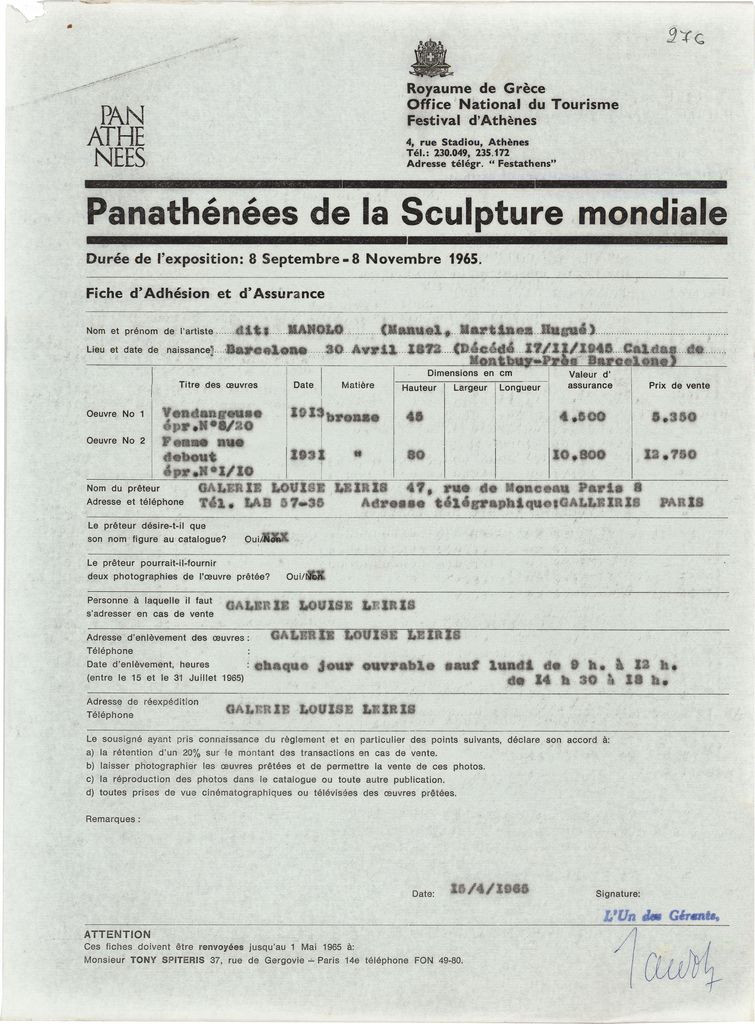 276
PAN
ATHE
NEES
Royaume de Grèce
Office National du Tourisme
Festival d'Athènes
4, rue Stadiou, Athènes
Tél.: 230.049, 235.172
Adresse télégr. “ Festathens”
Panathénées de la Sculpture mondiale
Durée de l'exposition: 8 Septembre - 8 Novembre 1965.
Fiche d'Adhésion et d'Assurance
Nom et prénom de l'artiste dit: MANOLO (Manuel, Martinez Hugué)
Lieu et date de naissance Barcelone 30 Avril 1872 (Décédé 17/II/1945 Caldas de
Montbuy-Près Barcelone)
Titre des œuvres Date Matière Dimensions en cm Valeur d' assurance Prix de vente
Hauteur Largeur Longueur
Oeuvre No 1 Vendangeuse 1913 bronze 45 4.500 5.350
épr.N°8/20
Oeuvre No 2 Femme nue
debout 1931 " 80 10.800 12.750
épr.N°1/10
Nom du prêteur GALERIE LOUISE LEIRIS 47, rue de Monceau Paris 8
Adresse et téléphone Tél. LAB 57-35 Adresse télégraphique:GALLEIRIS PARIS
Le prêteur désire-t-il que
son nom figure au catalogue? Oui/Non
Le prêteur pourrait-il-fournir
deux photographies de l'œuvre prêtée? Oui/Non
Personne à laquelle il faut
s'adresser en cas de vente GALERIE LOUISE LEIRIS
Adresse d'enlèvement des œuvres : GALERIE LOUISE LEIRIS
Téléphone :
Date d'enlèvement, heures : chaque jour ouvrable sauf lundi de 9 h. à 12 h.
(entre le 15 et le 31 Juillet 1965) de 14 h 30 à 18 h.
Adresse de réexpédition
Téléphone GALERIE LOUISE LEIRIS
Le sousigné ayant pris connaissance du règlement et en particulier des points suivants, déclare son accord à:
a) la rétention d'un 20% sur le montant des transactions en cas de vente.
b) laisser photographier les œuvres prêtées et de permettre la vente de ces photos.
c) la réproduction des photos dans le catalogue ou toute autre publication.
d) toutes prises de vue cinématographiques ou télévisées des œuvres prêtées.
Remarques :
Date: 15/4/1965 Signature:
L'Un des Gérants,
ATTENTION
Ces fiches doivent être renvoyées jusqu'au 1 Mai 1965 à:
Monsieur TONY SPITERIS 37, rue de Gergovie – Paris 14e téléphone FON 49-80.